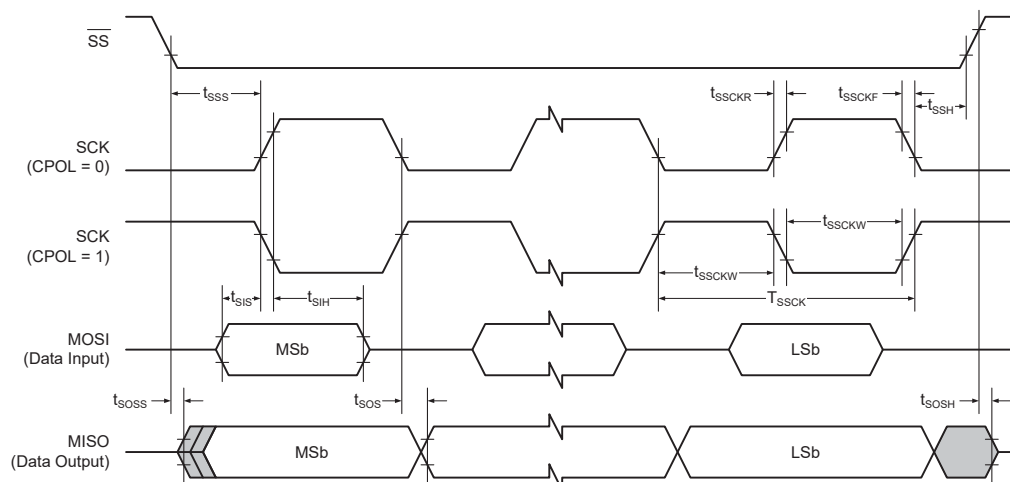 SS
tSSS
tSSCKR
tSSCKF
tSSH
SCK
(CPOL = 0)
SCK
(CPOL = 1)
tSSCKW
tSSCKW
TSSCK
tSIS
tSIH
MOSI
(Data Input)
MSb
LSb
tSOSS
tSOS
tSOSH
MISO
(Data Output)
MSb
LSb